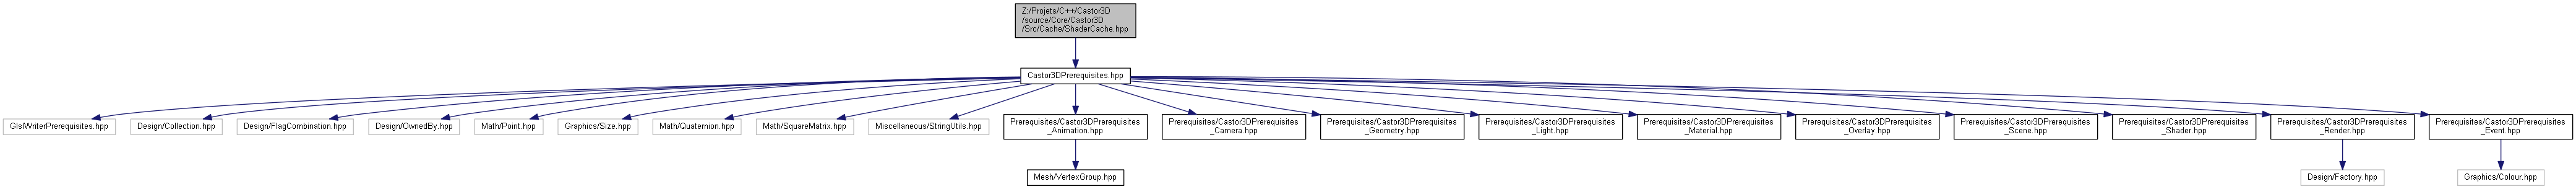 Z:/Projets/C++/Castor3D
/source/Core/Castor3D
/Src/Cache/ShaderCache.hpp
Castor3DPrerequisites.hpp
GlslWriterPrerequisites.hpp
Design/Collection.hpp
Design/FlagCombination.hpp
Design/OwnedBy.hpp
Math/Point.hpp
Graphics/Size.hpp
Math/Quaternion.hpp
Math/SquareMatrix.hpp
Miscellaneous/StringUtils.hpp
Prerequisites/Castor3DPrerequisites
_Animation.hpp
Prerequisites/Castor3DPrerequisites
_Camera.hpp
Prerequisites/Castor3DPrerequisites
_Geometry.hpp
Prerequisites/Castor3DPrerequisites
_Light.hpp
Prerequisites/Castor3DPrerequisites
_Material.hpp
Prerequisites/Castor3DPrerequisites
_Overlay.hpp
Prerequisites/Castor3DPrerequisites
_Scene.hpp
Prerequisites/Castor3DPrerequisites
_Shader.hpp
Prerequisites/Castor3DPrerequisites
_Render.hpp
Prerequisites/Castor3DPrerequisites
_Event.hpp
Mesh/VertexGroup.hpp
Design/Factory.hpp
Graphics/Colour.hpp